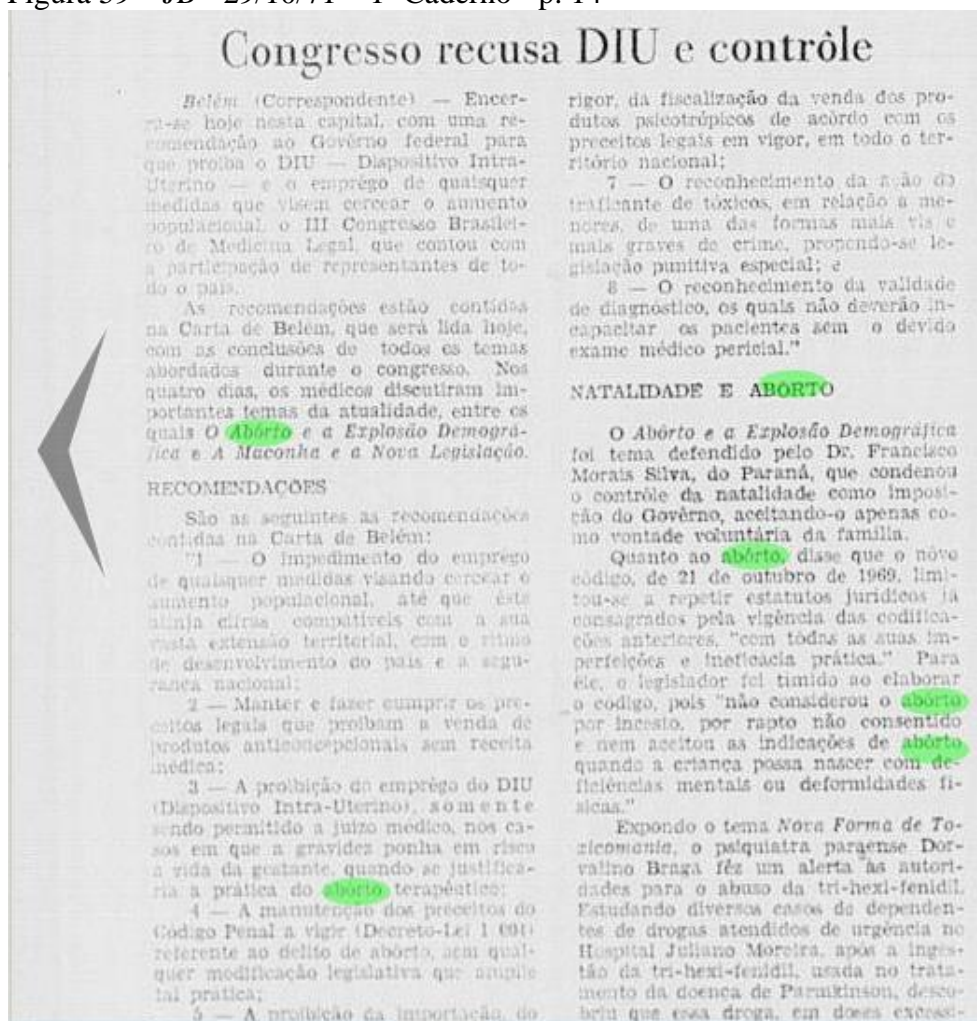 Figura 39 – JB – 29/10/71 – 1º Caderno - p. 14
Congresso recusa DIU e contrôle
Belém (Correspondente) — Encer-
ra-se hoje nesta capital, com uma re-
comendação ao Govêrno federal para
que proíba o DIU — Dispositivo Intra-
Uterino — e o emprêgo de quaisquer
medidas que visem cercear o aumento
populacional, o III Congresso Brasilei-
ro de Medicina Legal, que contou com
a participação de representantes de to-
do o país.
As recomendações estão contidas
na Carta de Belém, que será lida hoje,
com as conclusões de todos os temas
abordados durante o congresso. Nos
quatro dias, os médicos discutiram im-
portantes temas da atualidade, entre os
quais O Abôrto e a Explosão Demográ-
fica e A Maconha e a Nova Legislação.
RECOMENDAÇÕES
São as seguintes as recomendações
contidas na Carta de Belém:
"1 — O impedimento do emprêgo
de quaisquer medidas visando cercear o
aumento populacional, até que êste
atinja cifras compatíveis com a sua
vasta extensão territorial, com o ritmo
de desenvolvimento do país e a segu-
rança nacional;
2 — Manter e fazer cumprir os pre-
ceitos legais que proíbam a venda de
produtos anticoncepcionais sem receita
médica;
3 — A proibição do emprêgo do DIU
(Dispositivo Intra-Uterino), somente
sendo permitido a juízo médico, nos ca-
sos em que a gravidez ponha em risco
a vida da gestante, quando se justifica-
ria a prática do abôrto terapêutico;
4 — A manutenção dos preceitos do
Código Penal a vigir (Decreto-Lei 1 004)
referente ao delito de abôrto, sem qual-
quer modificação legislativa que amplie
tal prática;
5 — A proibição da importação, do
rigor, da fiscalização da venda dos pro-
dutos psicotrópicos de acôrdo com os
preceitos legais em vigor, em todo o ter-
ritório nacional;
7 — O reconhecimento da ação do
traficante de tóxicos, em relação a me-
nores, de uma das formas mais vis e
mais graves de crime, propondo-se le-
gislação punitiva especial; e
8 — O reconhecimento da validade
de diagnóstico, os quais não deverão in-
capacitar os pacientes sem o devido
exame médico pericial."
NATALIDADE E ABÔRTO
O Abôrto e a Explosão Demográfica
foi tema defendido pelo Dr. Francisco
Morais Silva, do Paraná, que condenou
o contrôle da natalidade como imposi-
ção do Govêrno, aceitando-o apenas co-
mo vontade voluntária da família.
Quanto ao abôrto, disse que o nôvo
código, de 21 de outubro de 1969, limi-
tou-se a repetir estatutos jurídicos já
consagrados pela vigência das codifica-
ções anteriores, "com tôdas as suas im-
perfeições e ineficácia prática." Para
êle, o legislador foi tímido ao elaborar
o código, pois "não considerou o abôrto
por incesto, por rapto não consentido
e nem aceitou as indicações de abôrto
quando a criança possa nascer com de-
ficiências mentais ou deformidades fí-
sicas."
Expondo o tema Nova Forma de To-
xicomania, o psiquiatra paraense Dor-
valino Braga fêz um alerta às autori-
dades para o abuso da tri-hexi-fenidil.
Estudando diversos casos de dependen-
tes de drogas atendidos de urgência no
Hospital Juliano Moreira, após a inges-
tão da tri-hexi-fenidil, usada no trata-
mento da doença de Parmkinson, desco-
briu que essa droga, em doses excessi-